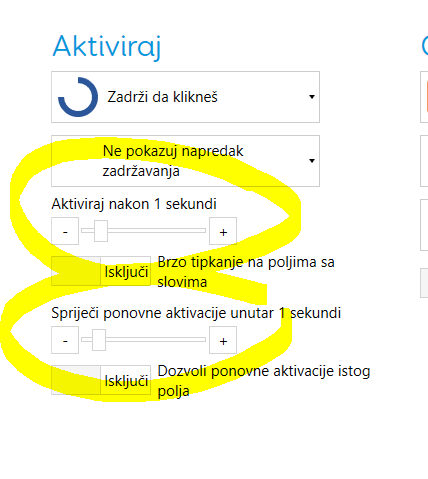 Aktiviraj
Zadrži da klikneš
Ne pokazuj napredak
zadržavanja
Aktiviraj nakon 1 sekundi
- +
Isključi Brzo tipkanje na poljima sa
slovima
Spriječi ponovne aktivacije unutar 1 sekundi
- +
Isključi Dozvoli ponovne aktivacije istog
polja